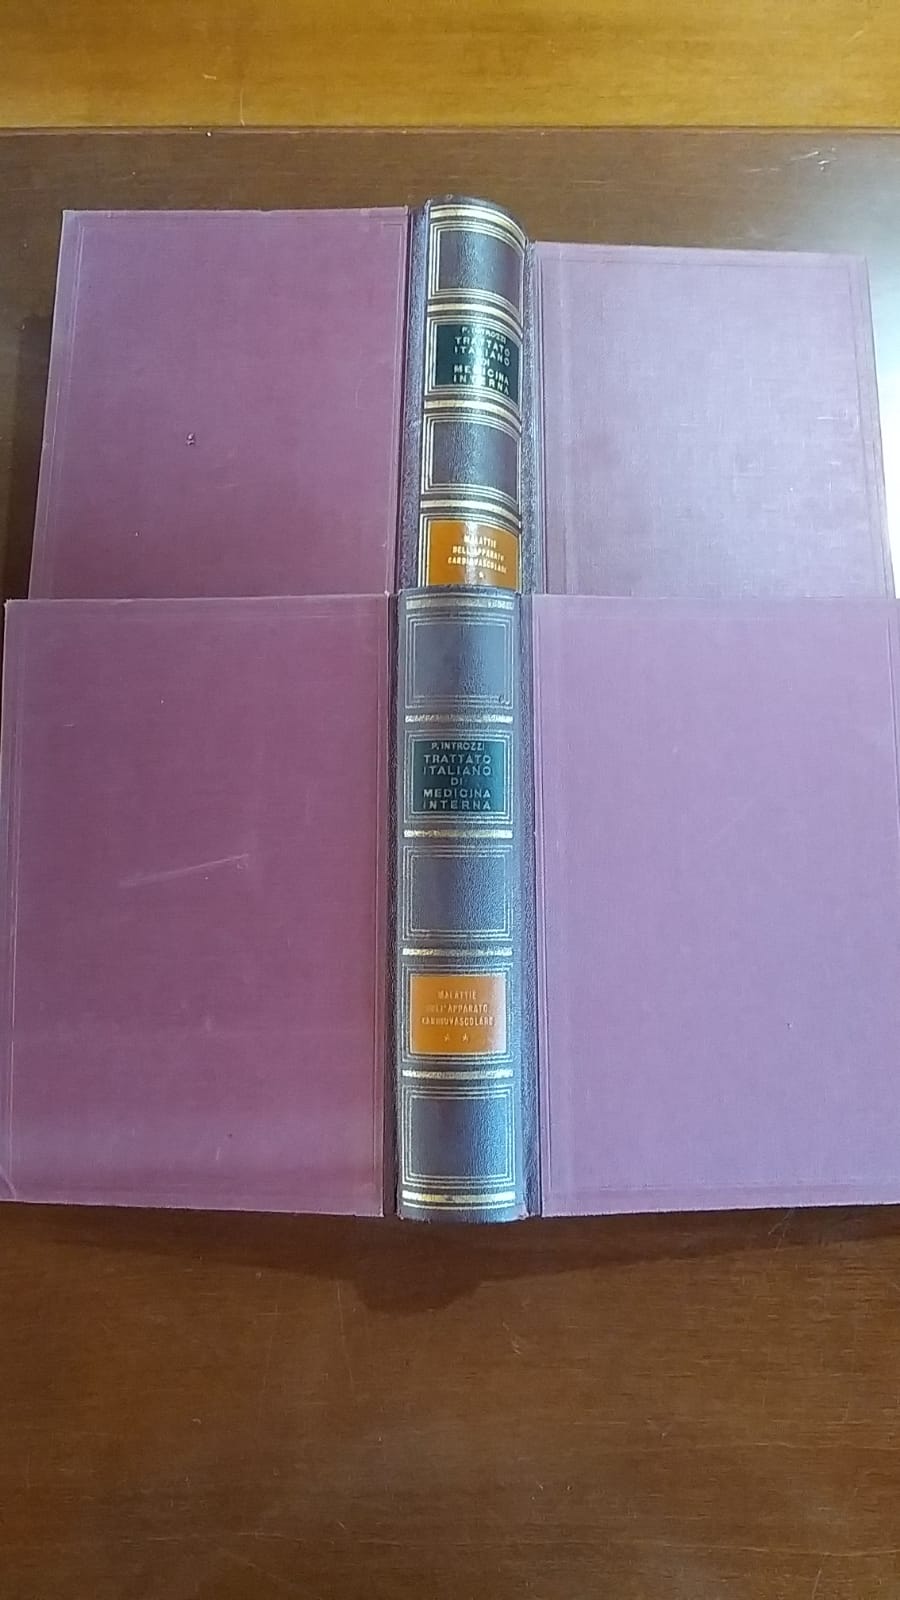 P. INTROZZI
TRATTATO
ITALIANO
DI
MEDICINA
INTERNA
MALATTIE
DELL'APPARATO
CARDIOVASCOLARE
★
P. INTROZZI
TRATTATO
ITALIANO
DI
MEDICINA
INTERNA
MALATTIE
DELL'APPARATO
CARDIOVASCOLARE
★ ★